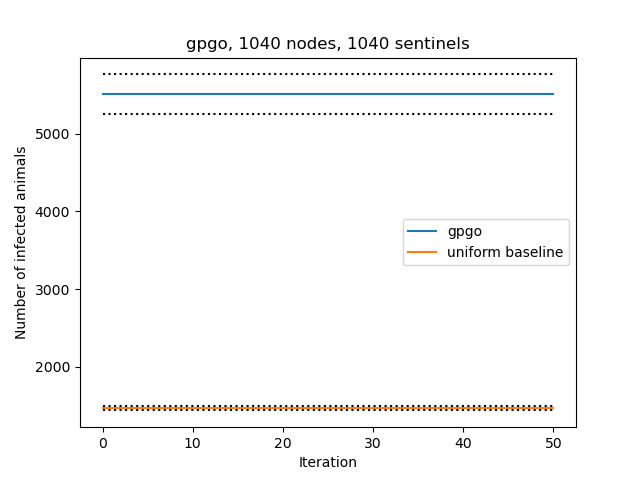 gpgo, 1040 nodes, 1040 sentinels
Number of infected animals
5000
4000
3000
2000
gpgo
uniform baseline
0
10
20
30
40
50
Iteration